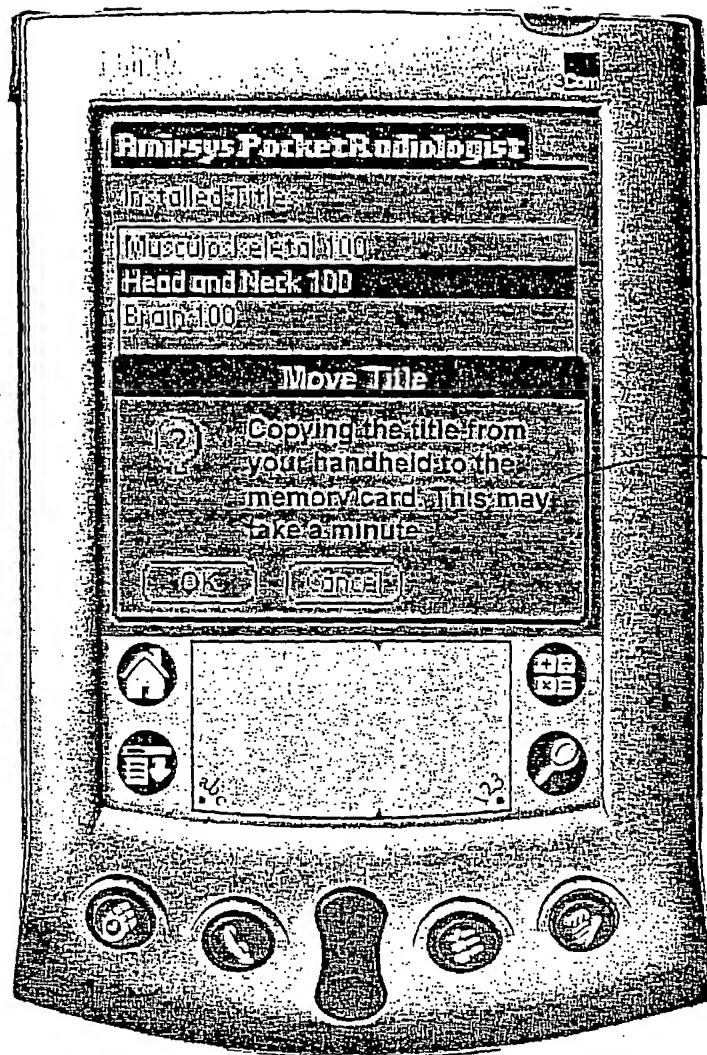 3Com
Amirsys PocketRadiologist
Installed Title
Musculoskeletal 100
Head and Neck 100
Brain 100
Move Title
?
Copying the title from
your handheld to the
memory card. This may
take a minute
OK Cancel
+ ÷
× =
abc 123